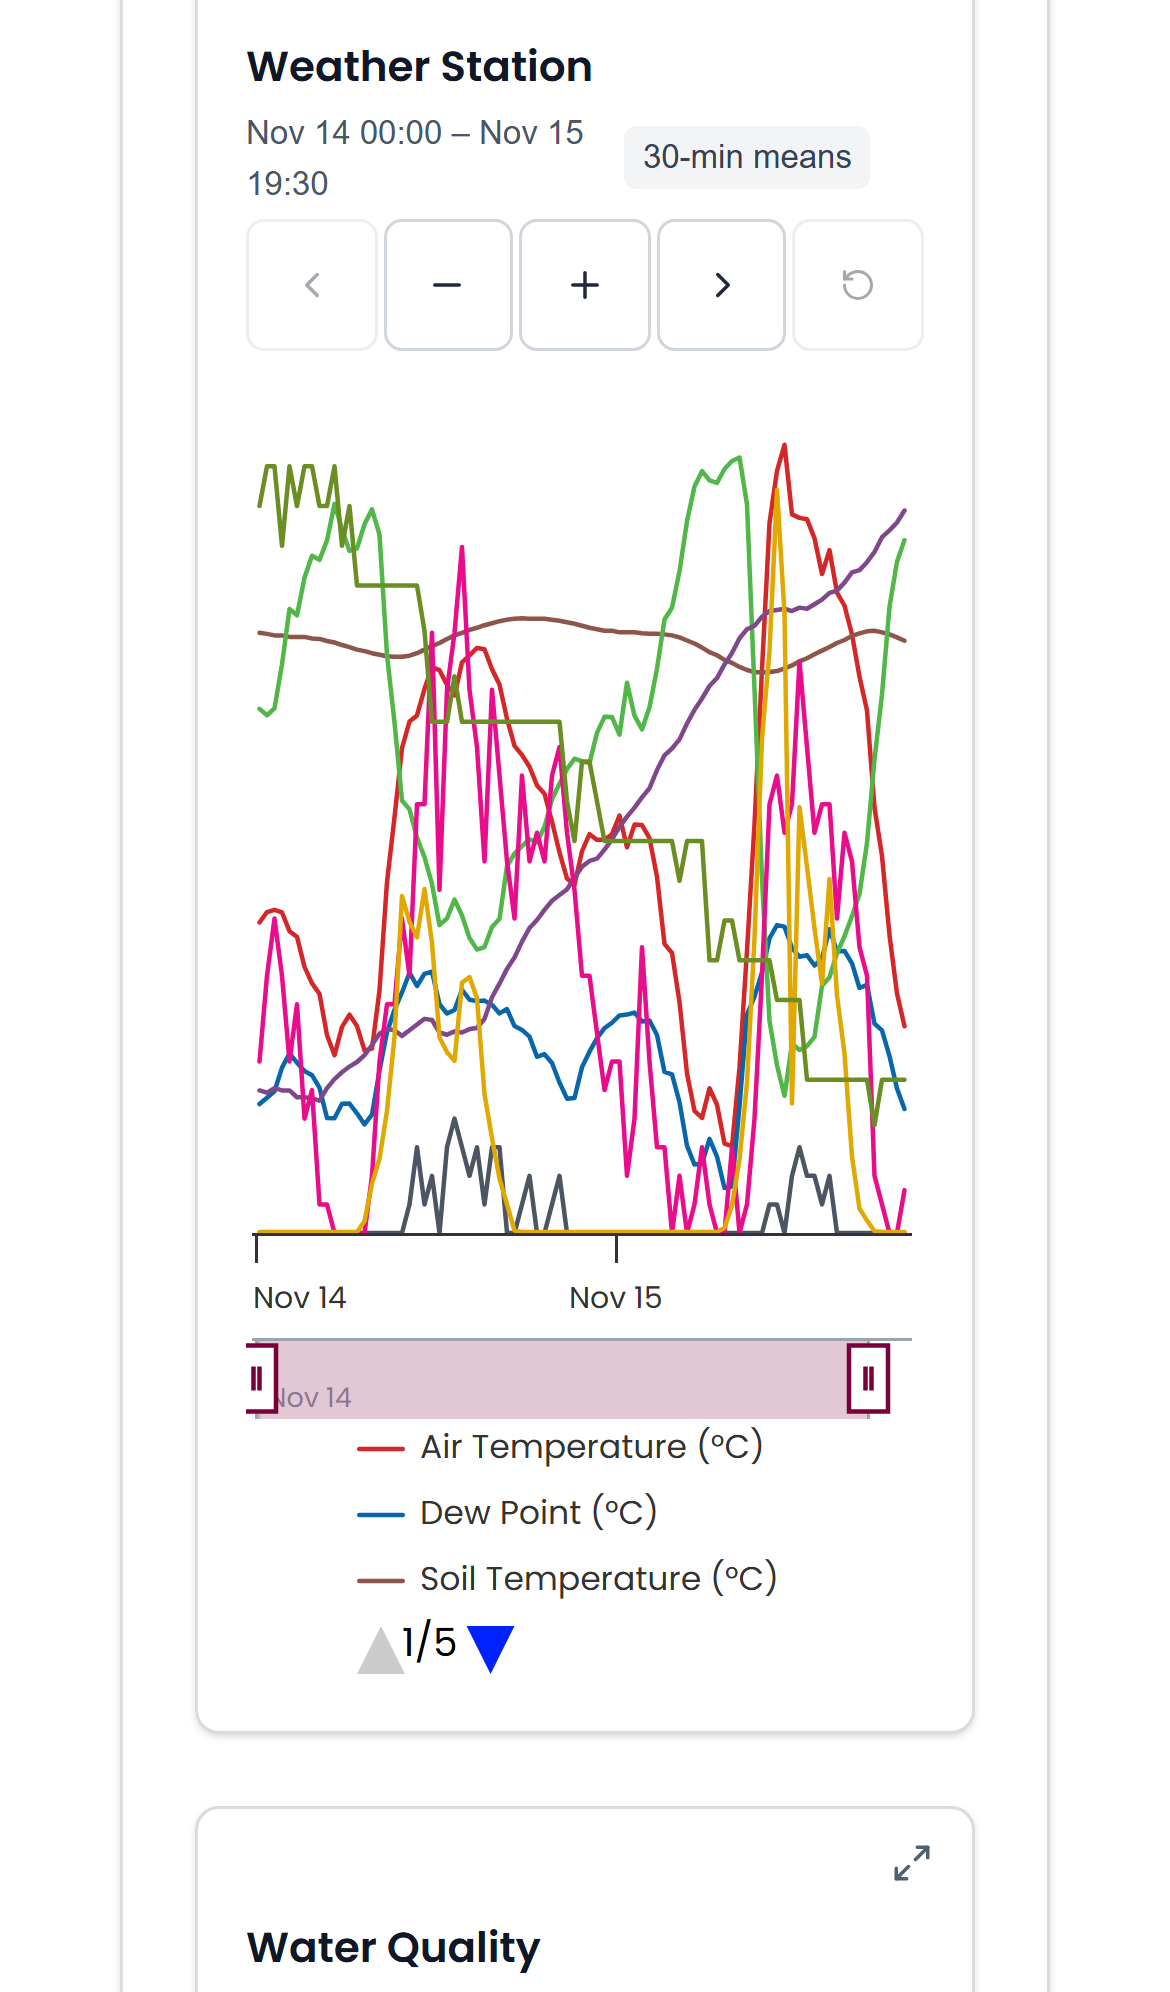 Weather Station
Nov 14 00:00 – Nov 15
19:30
30-min means
Nov 14
Nov 15
Nov 14
Air Temperature (°C)
Dew Point (°C)
Soil Temperature (°C)
1/5
Water Quality